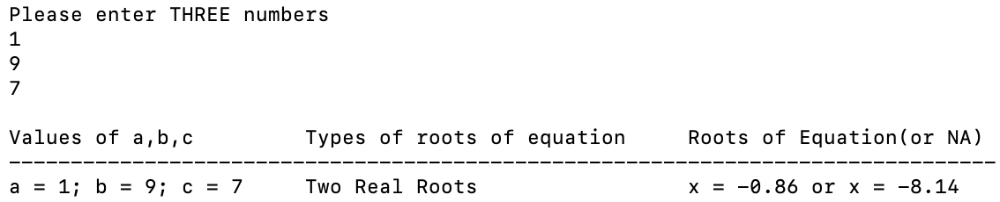 Please enter THREE numbers
1
9
7
Values of a,b,c     Types of roots of equation     Roots of Equation(or NA)
--------------------------------------------------------------------------------
a = 1; b = 9; c = 7     Two Real Roots     x = -0.86 or x = -8.14